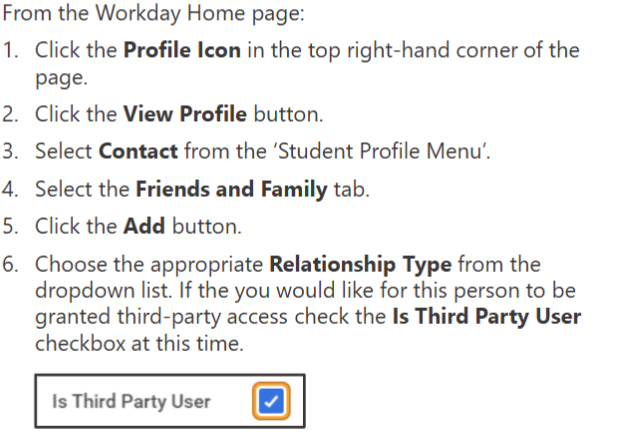 From the Workday Home page:
1. Click the Profile Icon in the top right-hand corner of the
page.
2. Click the View Profile button.
3. Select Contact from the ‘Student Profile Menu’.
4. Select the Friends and Family tab.
5. Click the Add button.
6. Choose the appropriate Relationship Type from the
dropdown list. If the you would like for this person to be
granted third-party access check the Is Third Party User
checkbox at this time.
Is Third Party User